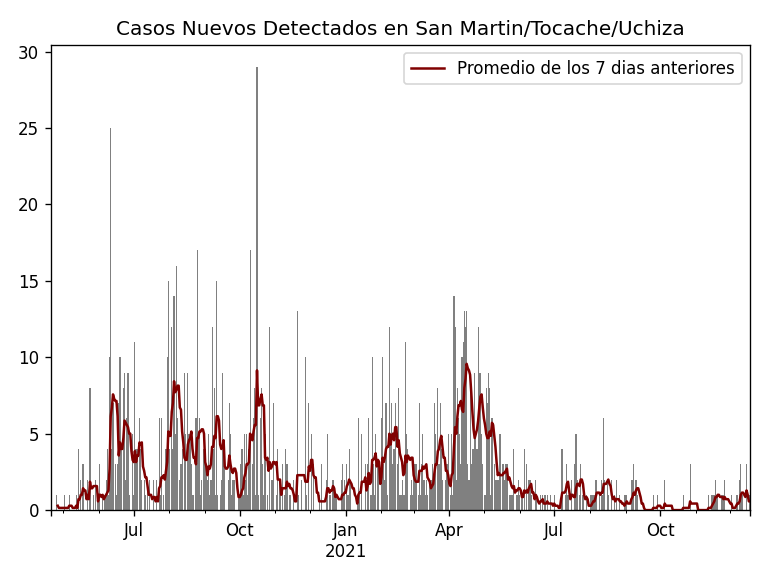 Casos Nuevos Detectados en San Martin/Tocache/Uchiza
Promedio de los 7 dias anteriores
30
25
20
15
10
5
0
Jul
Oct
Jan
2021
Apr
Jul
Oct